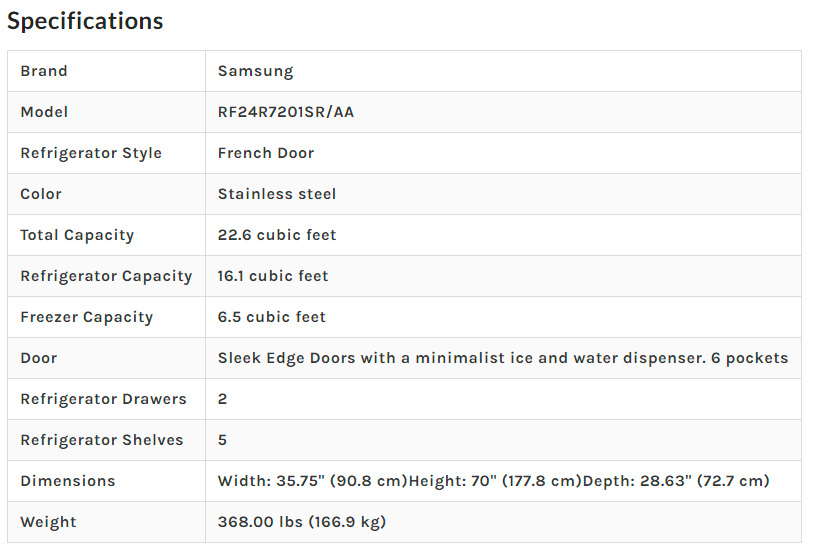 Specifications
Brand Samsung
Model RF24R7201SR/AA
Refrigerator Style French Door
Color Stainless steel
Total Capacity 22.6 cubic feet
Refrigerator Capacity 16.1 cubic feet
Freezer Capacity 6.5 cubic feet
Door Sleek Edge Doors with a minimalist ice and water dispenser. 6 pockets
Refrigerator Drawers 2
Refrigerator Shelves 5
Dimensions Width: 35.75" (90.8 cm)Height: 70" (177.8 cm)Depth: 28.63" (72.7 cm)
Weight 368.00 lbs (166.9 kg)